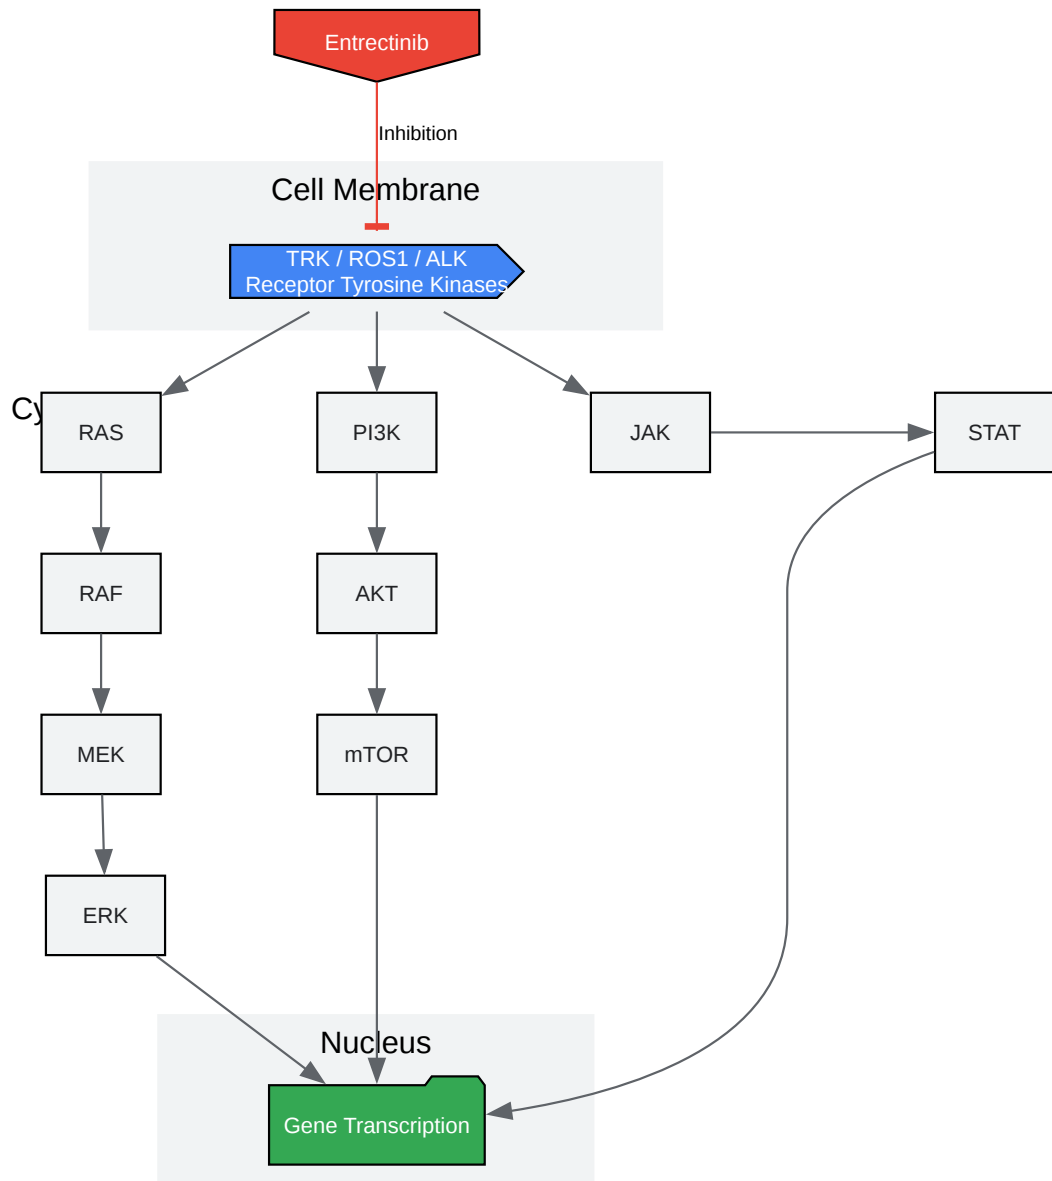 Entrectinib
Inhibition
Cell Membrane
TRK / ROS1 / ALK
Receptor Tyrosine Kinases
Cy
RAS
PI3K
JAK
STAT
RAF
AKT
MEK
mTOR
ERK
Nucleus
Gene Transcription